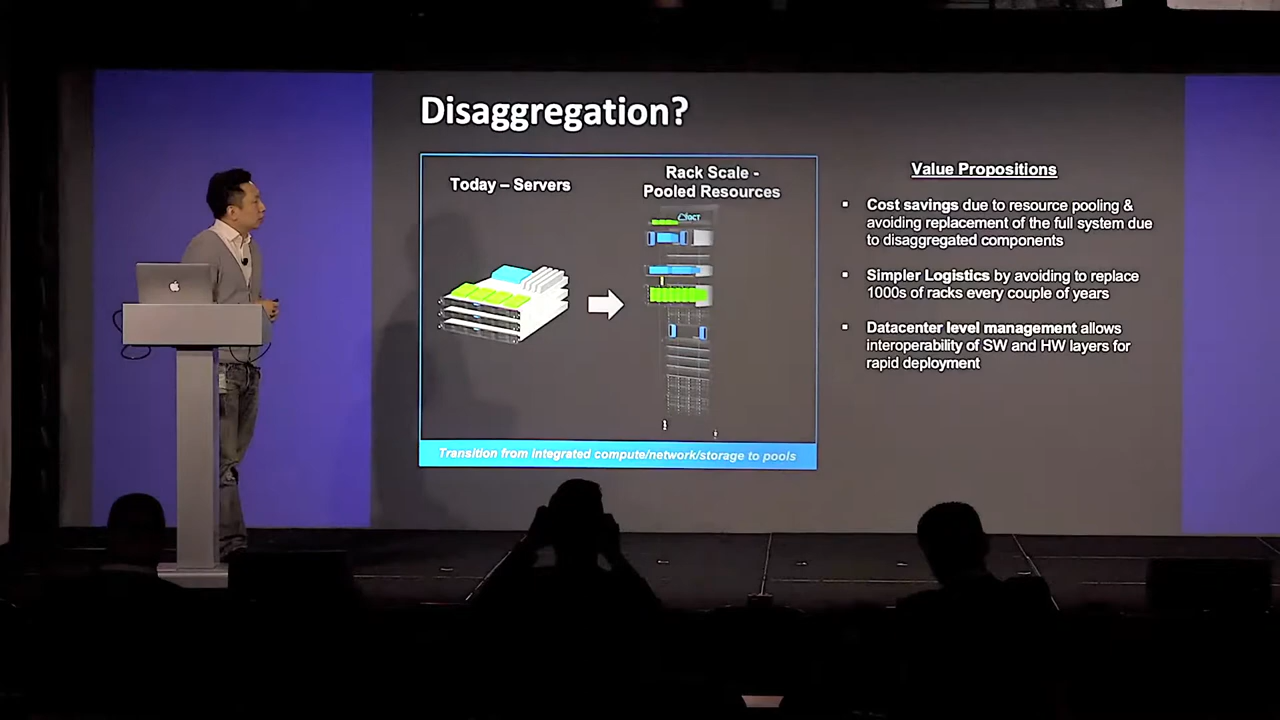 Disaggregation?
Today – Servers
Rack Scale -
Pooled Resources
QCT
Transition from integrated compute/network/storage to pools
Value Propositions
Cost savings due to resource pooling &
avoiding replacement of the full system due
to disaggregated components
Simpler Logistics by avoiding to replace
1000s of racks every couple of years
Datacenter level management allows
interoperability of SW and HW layers for
rapid deployment